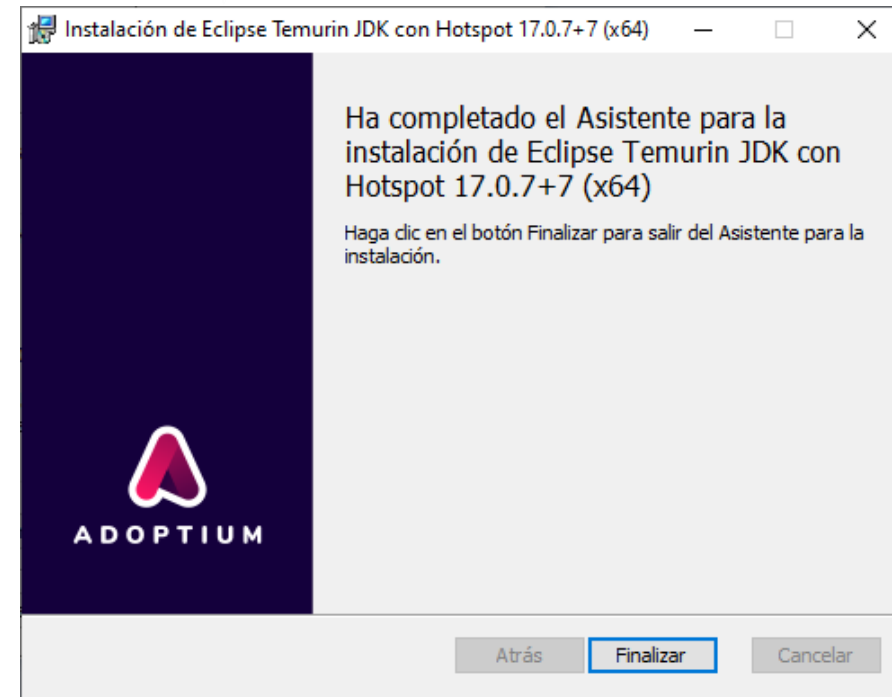 Instalación de Eclipse Temurin JDK con Hotspot 17.0.7+7 (x64)
Ha completado el Asistente para la
instalación de Eclipse Temurin JDK con
Hotspot 17.0.7+7 (x64)
Haga clic en el botón Finalizar para salir del Asistente para la
instalación.
ADOPTIUM
Atrás
Finalizar
Cancelar